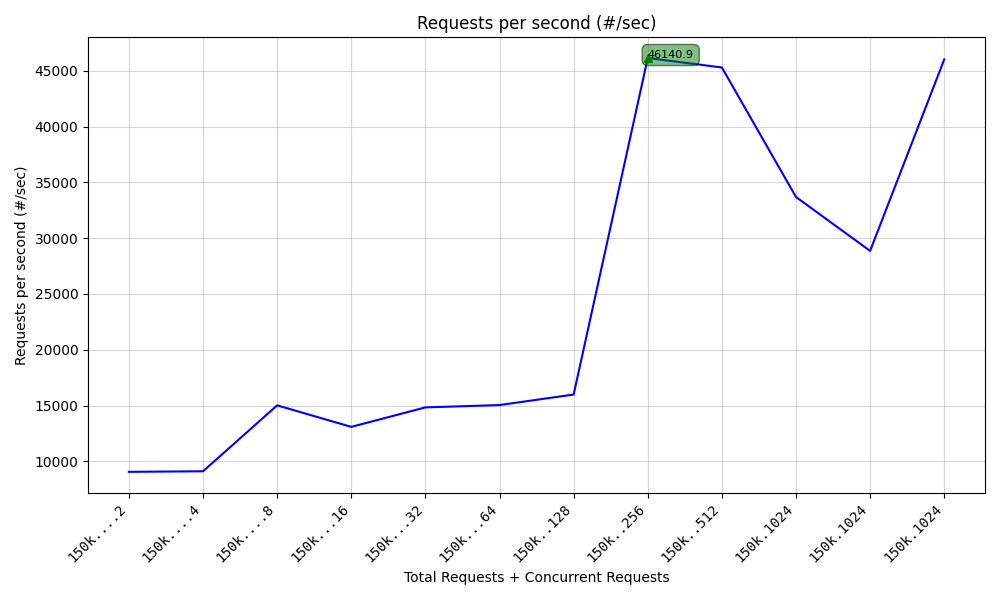 Requests per second (#/sec)
46140.9
45000
40000
35000
30000
25000
20000
15000
10000
Requests per second (#/sec)
150k....2
150k....4
150k....8
150k...16
150k...32
150k...64
150k..128
150k..256
150k..512
150k.1024
150k.1024
150k.1024
Total Requests + Concurrent Requests